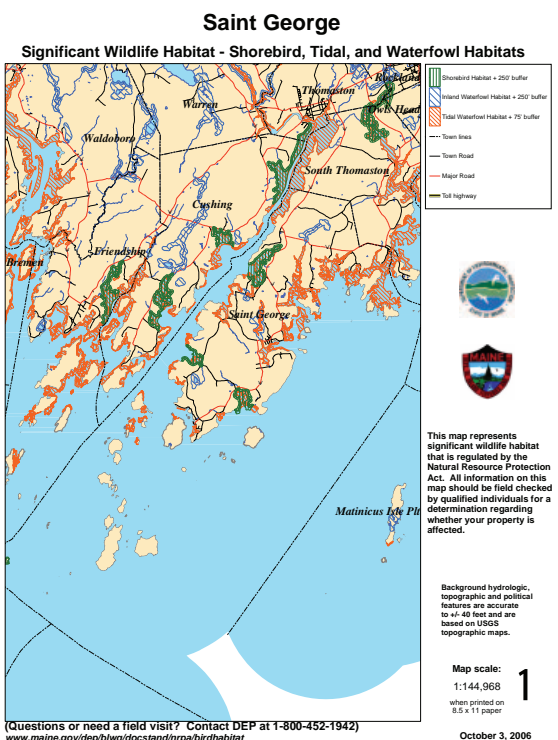 Saint George
Significant Wildlife Habitat - Shorebird, Tidal, and Waterfowl Habitats
Rockland
Thomaston
Warren
Owls Head
Waldoboro
South Thomaston
Cushing
Friendship
Bremen
Saint George
Matinicus Isle Plt
Shorebird Habitat + 250' buffer
Inland Waterfowl Habitat + 250' buffer
Tidal Waterfowl Habitat + 75' buffer
Town lines
Town Road
Major Road
Toll highway
MAINE
This map represents
significant wildlife habitat
that is regulated by the
Natural Resource Protection
Act. All information on this
map should be field checked
by qualified individuals for a
determination regarding
whether your property is
affected.
Background hydrologic,
topographic and political
features are accurate
to +/- 40 feet and are
based on USGS
topographic maps.
Map scale:
1:144,968
when printed on
8.5 x 11 paper
1
(Questions or need a field visit? Contact DEP at 1-800-452-1942)
www.maine.gov/dep/blwq/docstand/nrpa/birdhabitat
October 3, 2006